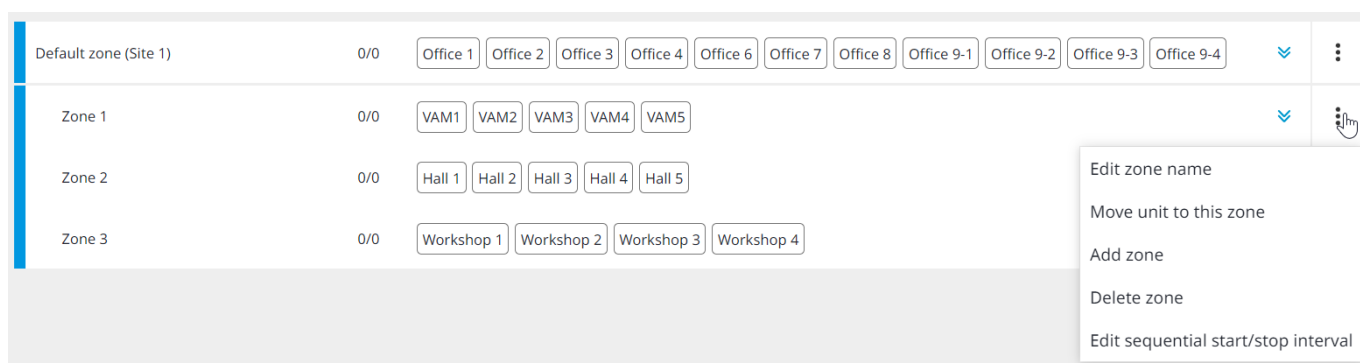 Default zone (Site 1) 0/0 Office 1 Office 2 Office 3 Office 4 Office 6 Office 7 Office 8 Office 9-1 Office 9-2 Office 9-3 Office 9-4
Zone 1 0/0 VAM1 VAM2 VAM3 VAM4 VAM5
Zone 2 0/0 Hall 1 Hall 2 Hall 3 Hall 4 Hall 5
Zone 3 0/0 Workshop 1 Workshop 2 Workshop 3 Workshop 4
Edit zone name
Move unit to this zone
Add zone
Delete zone
Edit sequential start/stop interval